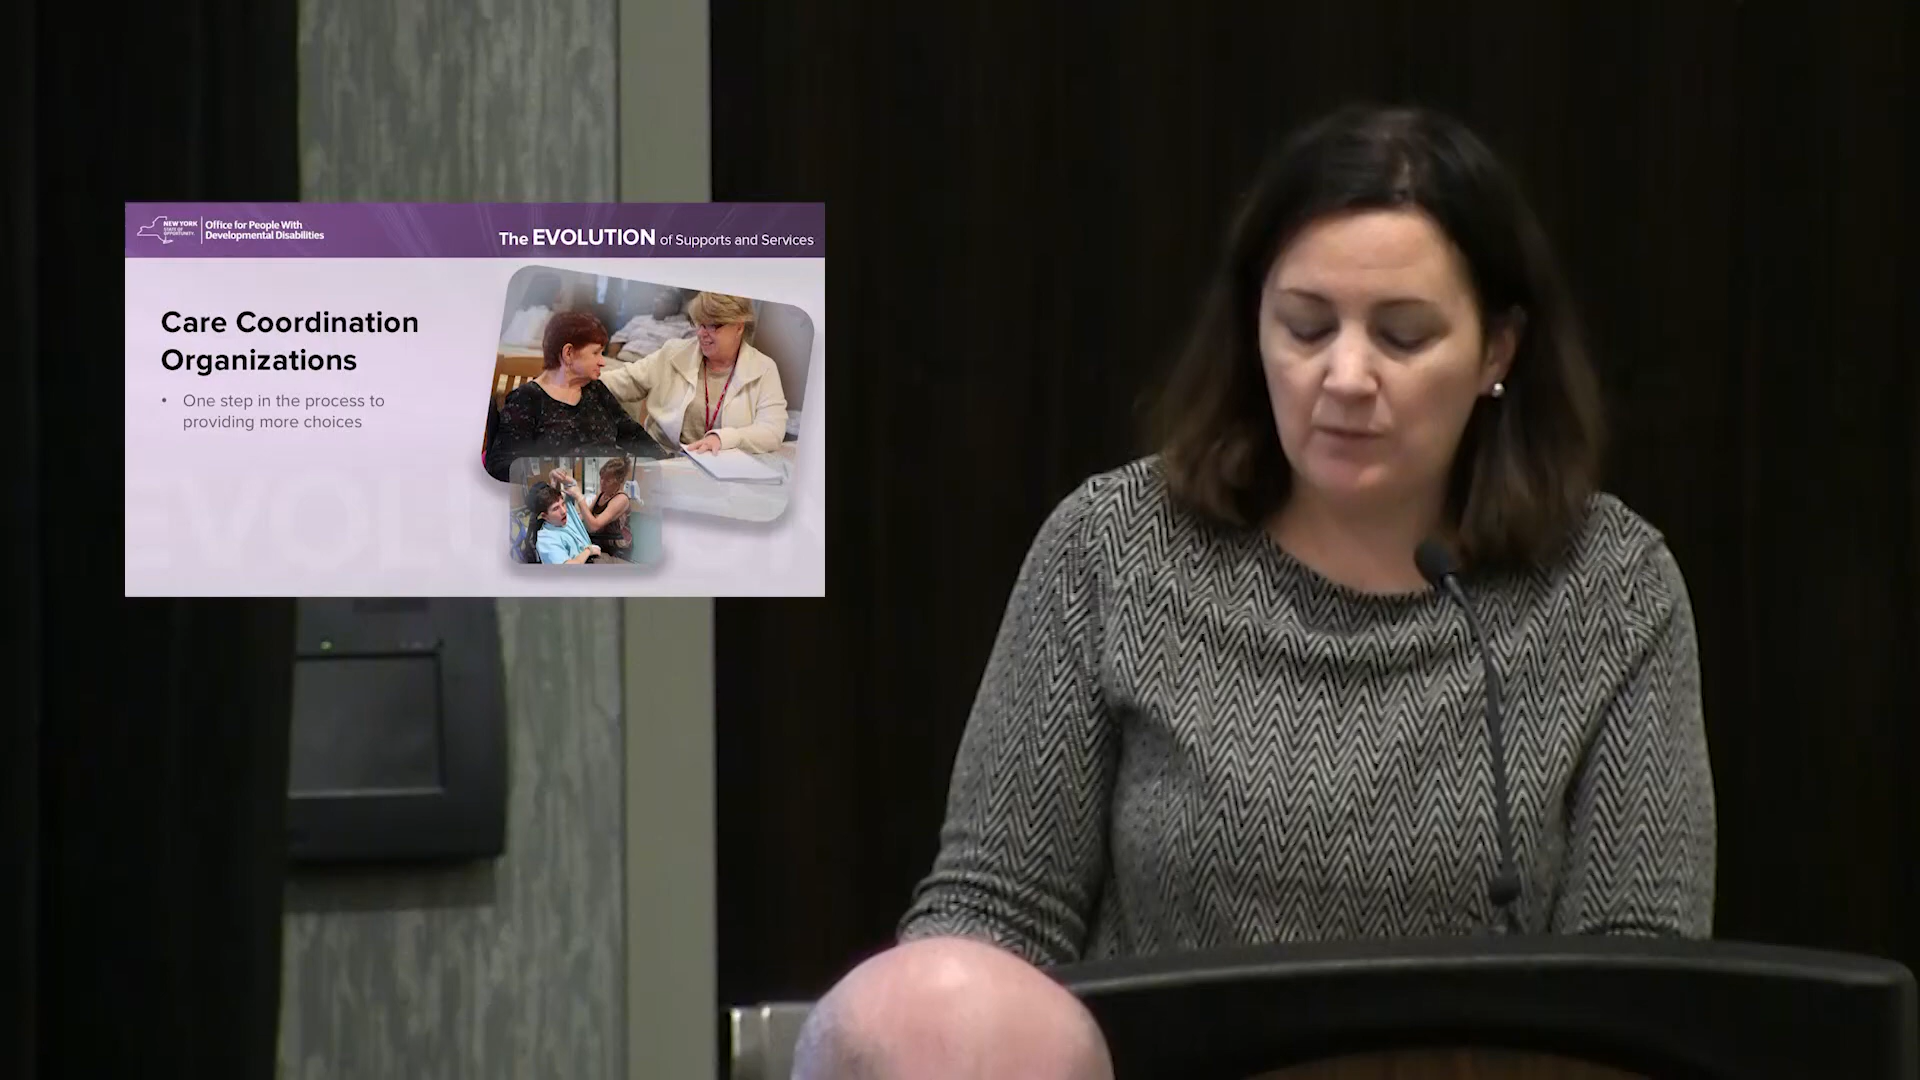 NEW YORK
STATE OF
OPPORTUNITY.
Office for People With
Developmental Disabilities
The EVOLUTION of Supports and Services
Care Coordination
Organizations
• One step in the process to
providing more choices
EVOLUTION